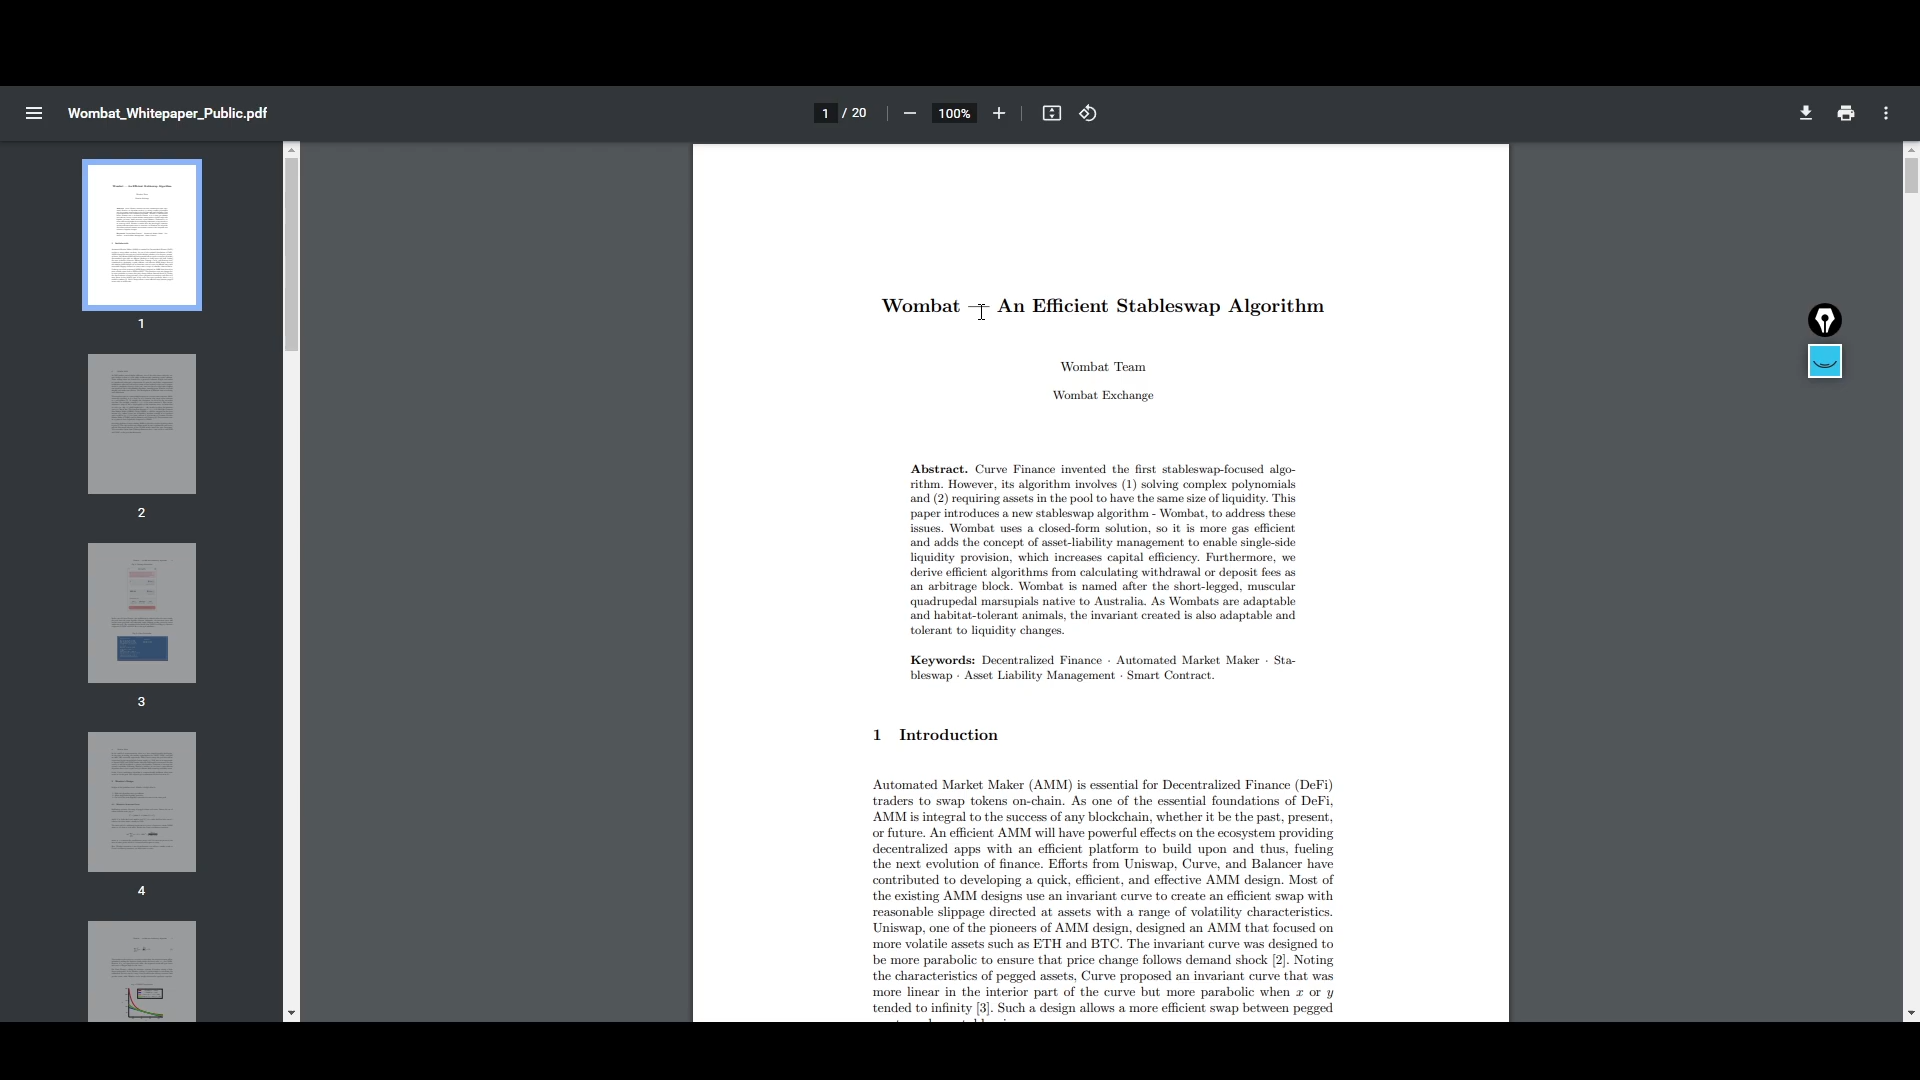 Wombat_Whitepaper_Public.pdf
1 / 20
100%
1
2
3
4
Wombat — An Efficient Stableswap Algorithm
Wombat Team
Wombat Exchange
Abstract. Curve Finance invented the first stableswap-focused algo-
rithm. However, its algorithm involves (1) solving complex polynomials
and (2) requiring assets in the pool to have the same size of liquidity. This
paper introduces a new stableswap algorithm - Wombat, to address these
issues. Wombat uses a closed-form solution, so it is more gas efficient
and adds the concept of asset-liability management to enable single-side
liquidity provision, which increases capital efficiency. Furthermore, we
derive efficient algorithms from calculating withdrawal or deposit fees as
an arbitrage block. Wombat is named after the short-legged, muscular
quadrupedal marsupials native to Australia. As Wombats are adaptable
and habitat-tolerant animals, the invariant created is also adaptable and
tolerant to liquidity changes.
Keywords: Decentralized Finance · Automated Market Maker · Sta-
bleswap · Asset Liability Management · Smart Contract.
1 Introduction
Automated Market Maker (AMM) is essential for Decentralized Finance (DeFi)
traders to swap tokens on-chain. As one of the essential foundations of DeFi,
AMM is integral to the success of any blockchain, whether it be the past, present,
or future. An efficient AMM will have powerful effects on the ecosystem providing
decentralized apps with an efficient platform to build upon and thus, fueling
the next evolution of finance. Efforts from Uniswap, Curve, and Balancer have
contributed to developing a quick, efficient, and effective AMM design. Most of
the existing AMM designs use an invariant curve to create an efficient swap with
reasonable slippage directed at assets with a range of volatility characteristics.
Uniswap, one of the pioneers of AMM design, designed an AMM that focused on
more volatile assets such as ETH and BTC. The invariant curve was designed to
be more parabolic to ensure that price change follows demand shock [2]. Noting
the characteristics of pegged assets, Curve proposed an invariant curve that was
more linear in the interior part of the curve but more parabolic when x or y
tended to infinity [3]. Such a design allows a more efficient swap between pegged